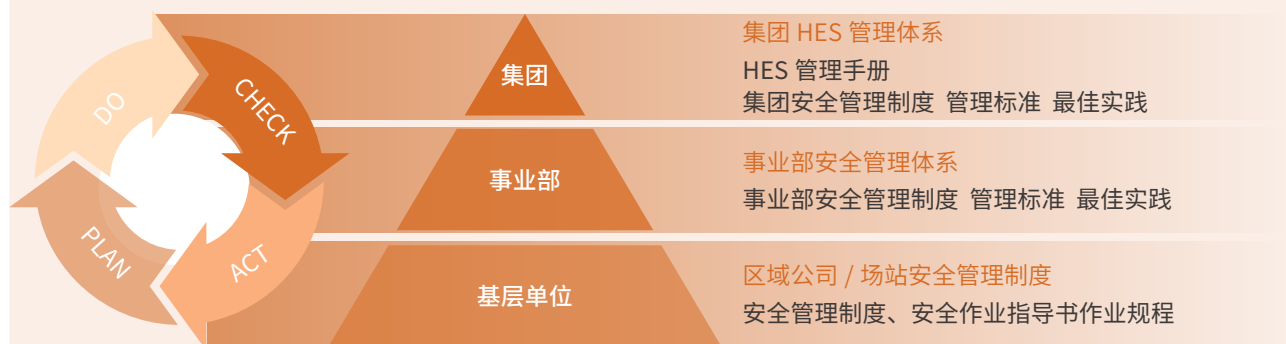 DO
CHECK
PLAN
ACT
集团
集团 HES 管理体系
HES 管理手册
集团安全管理制度 管理标准 最佳实践
事业部
事业部安全管理体系
事业部安全管理制度 管理标准 最佳实践
基层单位
区域公司 / 场站安全管理制度
安全管理制度、安全作业指导书作业规程